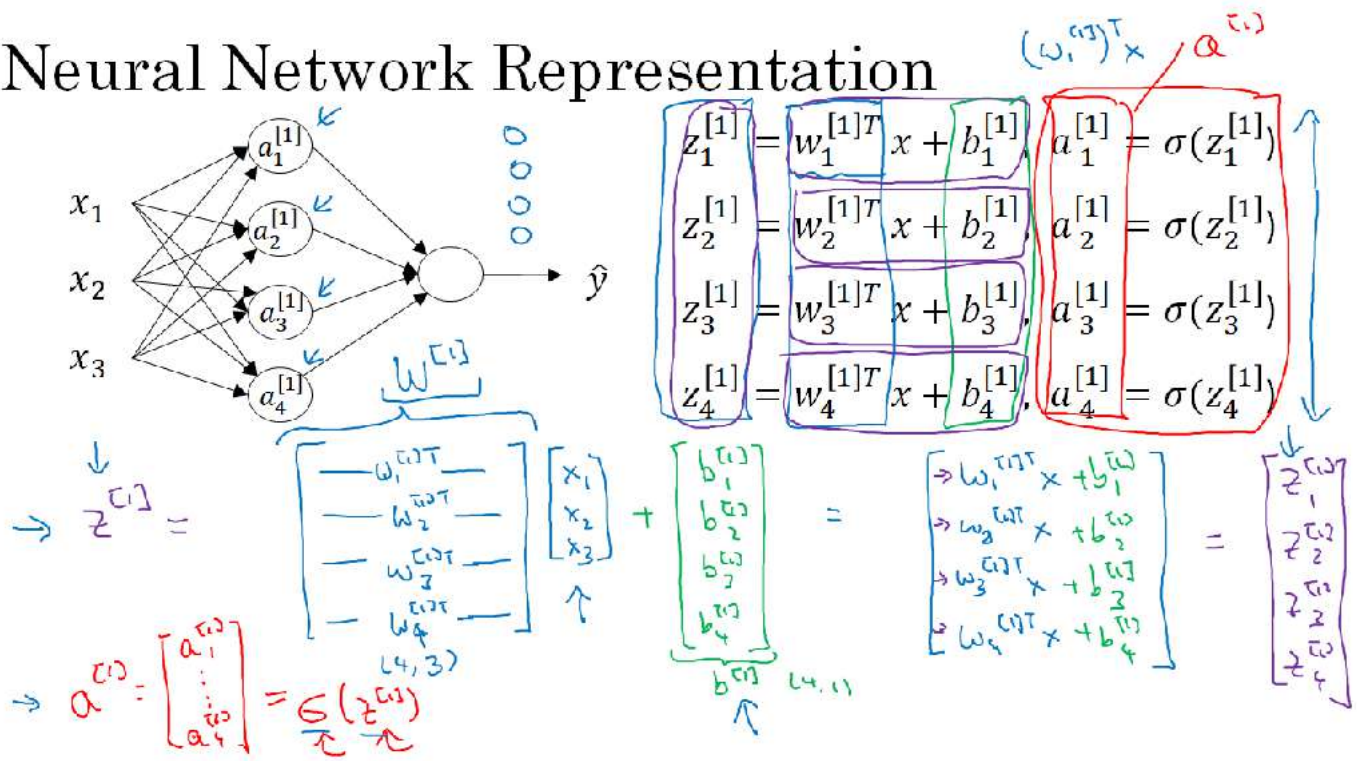 Neural Network Representation
(w₁^[1])ᵀ x   a^[1]
x₁
x₂
x₃
a₁^[1]
a₂^[1]
a₃^[1]
a₄^[1]
ŷ
z₁^[1] = w₁^[1]T x + b₁^[1], a₁^[1] = σ(z₁^[1])
z₂^[1] = w₂^[1]T x + b₂^[1], a₂^[1] = σ(z₂^[1])
z₃^[1] = w₃^[1]T x + b₃^[1], a₃^[1] = σ(z₃^[1])
z₄^[1] = w₄^[1]T x + b₄^[1], a₄^[1] = σ(z₄^[1])
W^[1]
→ z^[1] = [ — w₁^[1]T — ; — w₂^[1]T — ; — w₃^[1]T — ; — w₄^[1]T — ] [ x₁ ; x₂ ; x₃ ] + [ b₁^[1] ; b₂^[1] ; b₃^[1] ; b₄^[1] ] = [ → w₁^[1]T x + b₁^[1] ; → w₂^[1]T x + b₂^[1] ; → w₃^[1]T x + b₃^[1] ; → w₄^[1]T x + b₄^[1] ] = [ z₁^[1] ; z₂^[1] ; z₃^[1] ; z₄^[1] ]
(4,3)
b^[1] (4,1)
→ a^[1] = [ a₁^[1] ; ⋮ ; a₄^[1] ] = σ(z^[1])